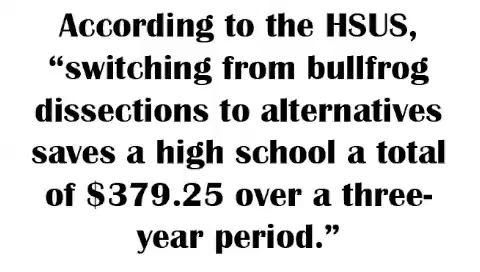 According to the HSUS,
“switching from bullfrog
dissections to alternatives
saves a high school a total
of $379.25 over a three-
year period.”